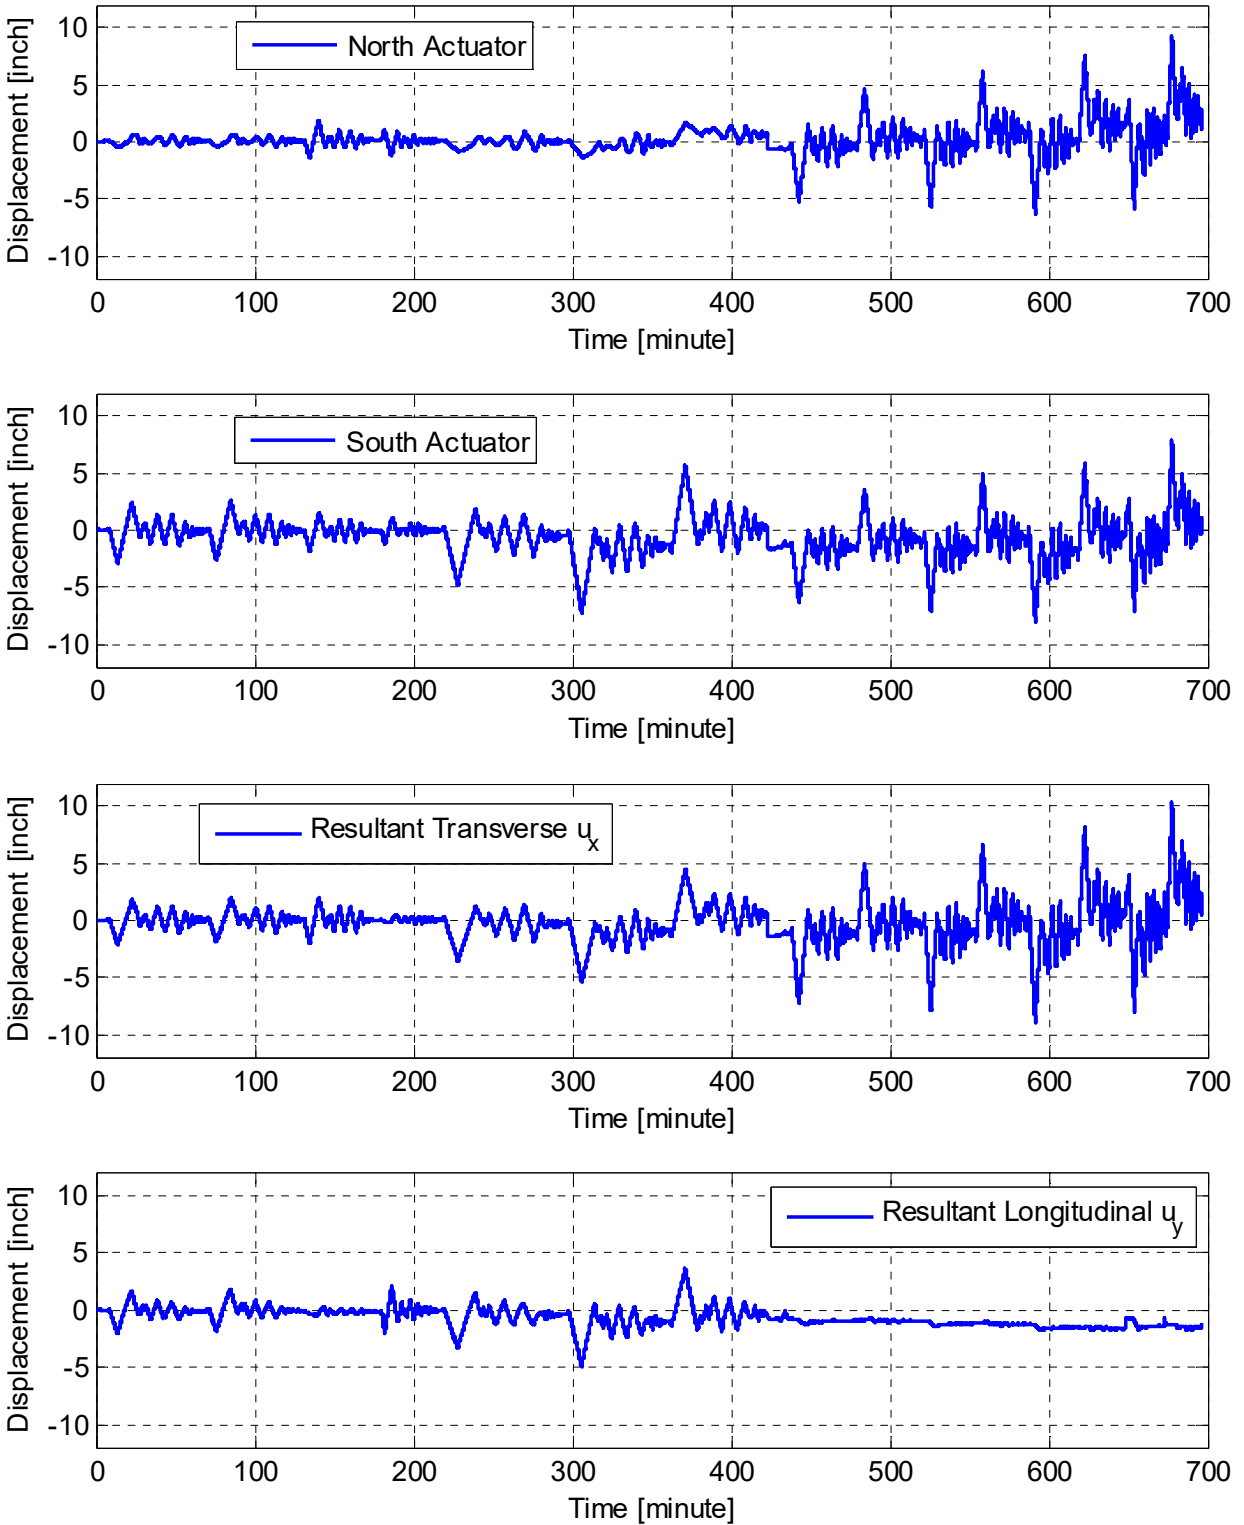 10
5
0
-5
-10
Displacement [inch]
North Actuator
0 100 200 300 400 500 600 700
Time [minute]
10
5
0
-5
-10
Displacement [inch]
South Actuator
0 100 200 300 400 500 600 700
Time [minute]
10
5
0
-5
-10
Displacement [inch]
Resultant Transverse u_x
0 100 200 300 400 500 600 700
Time [minute]
10
5
0
-5
-10
Displacement [inch]
Resultant Longitudinal u_y
0 100 200 300 400 500 600 700
Time [minute]